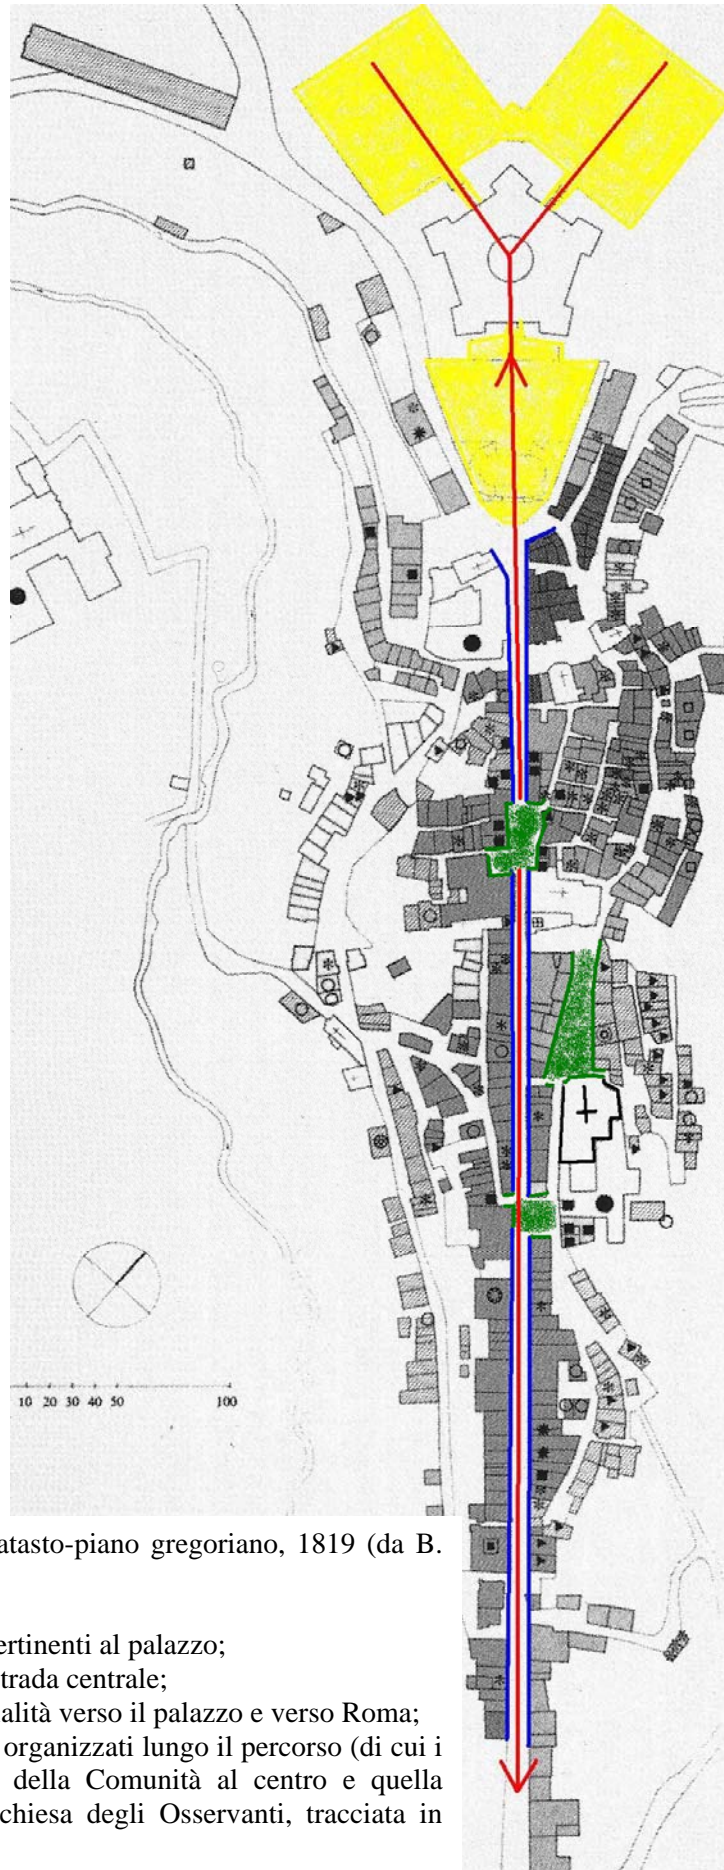 10 20 30 40 50 100
atasto-piano gregoriano, 1819 (da B.
ertinenti al palazzo;
trada centrale;
alità verso il palazzo e verso Roma;
organizzati lungo il percorso (di cui i
della Comunità al centro e quella
chiesa degli Osservanti, tracciata in